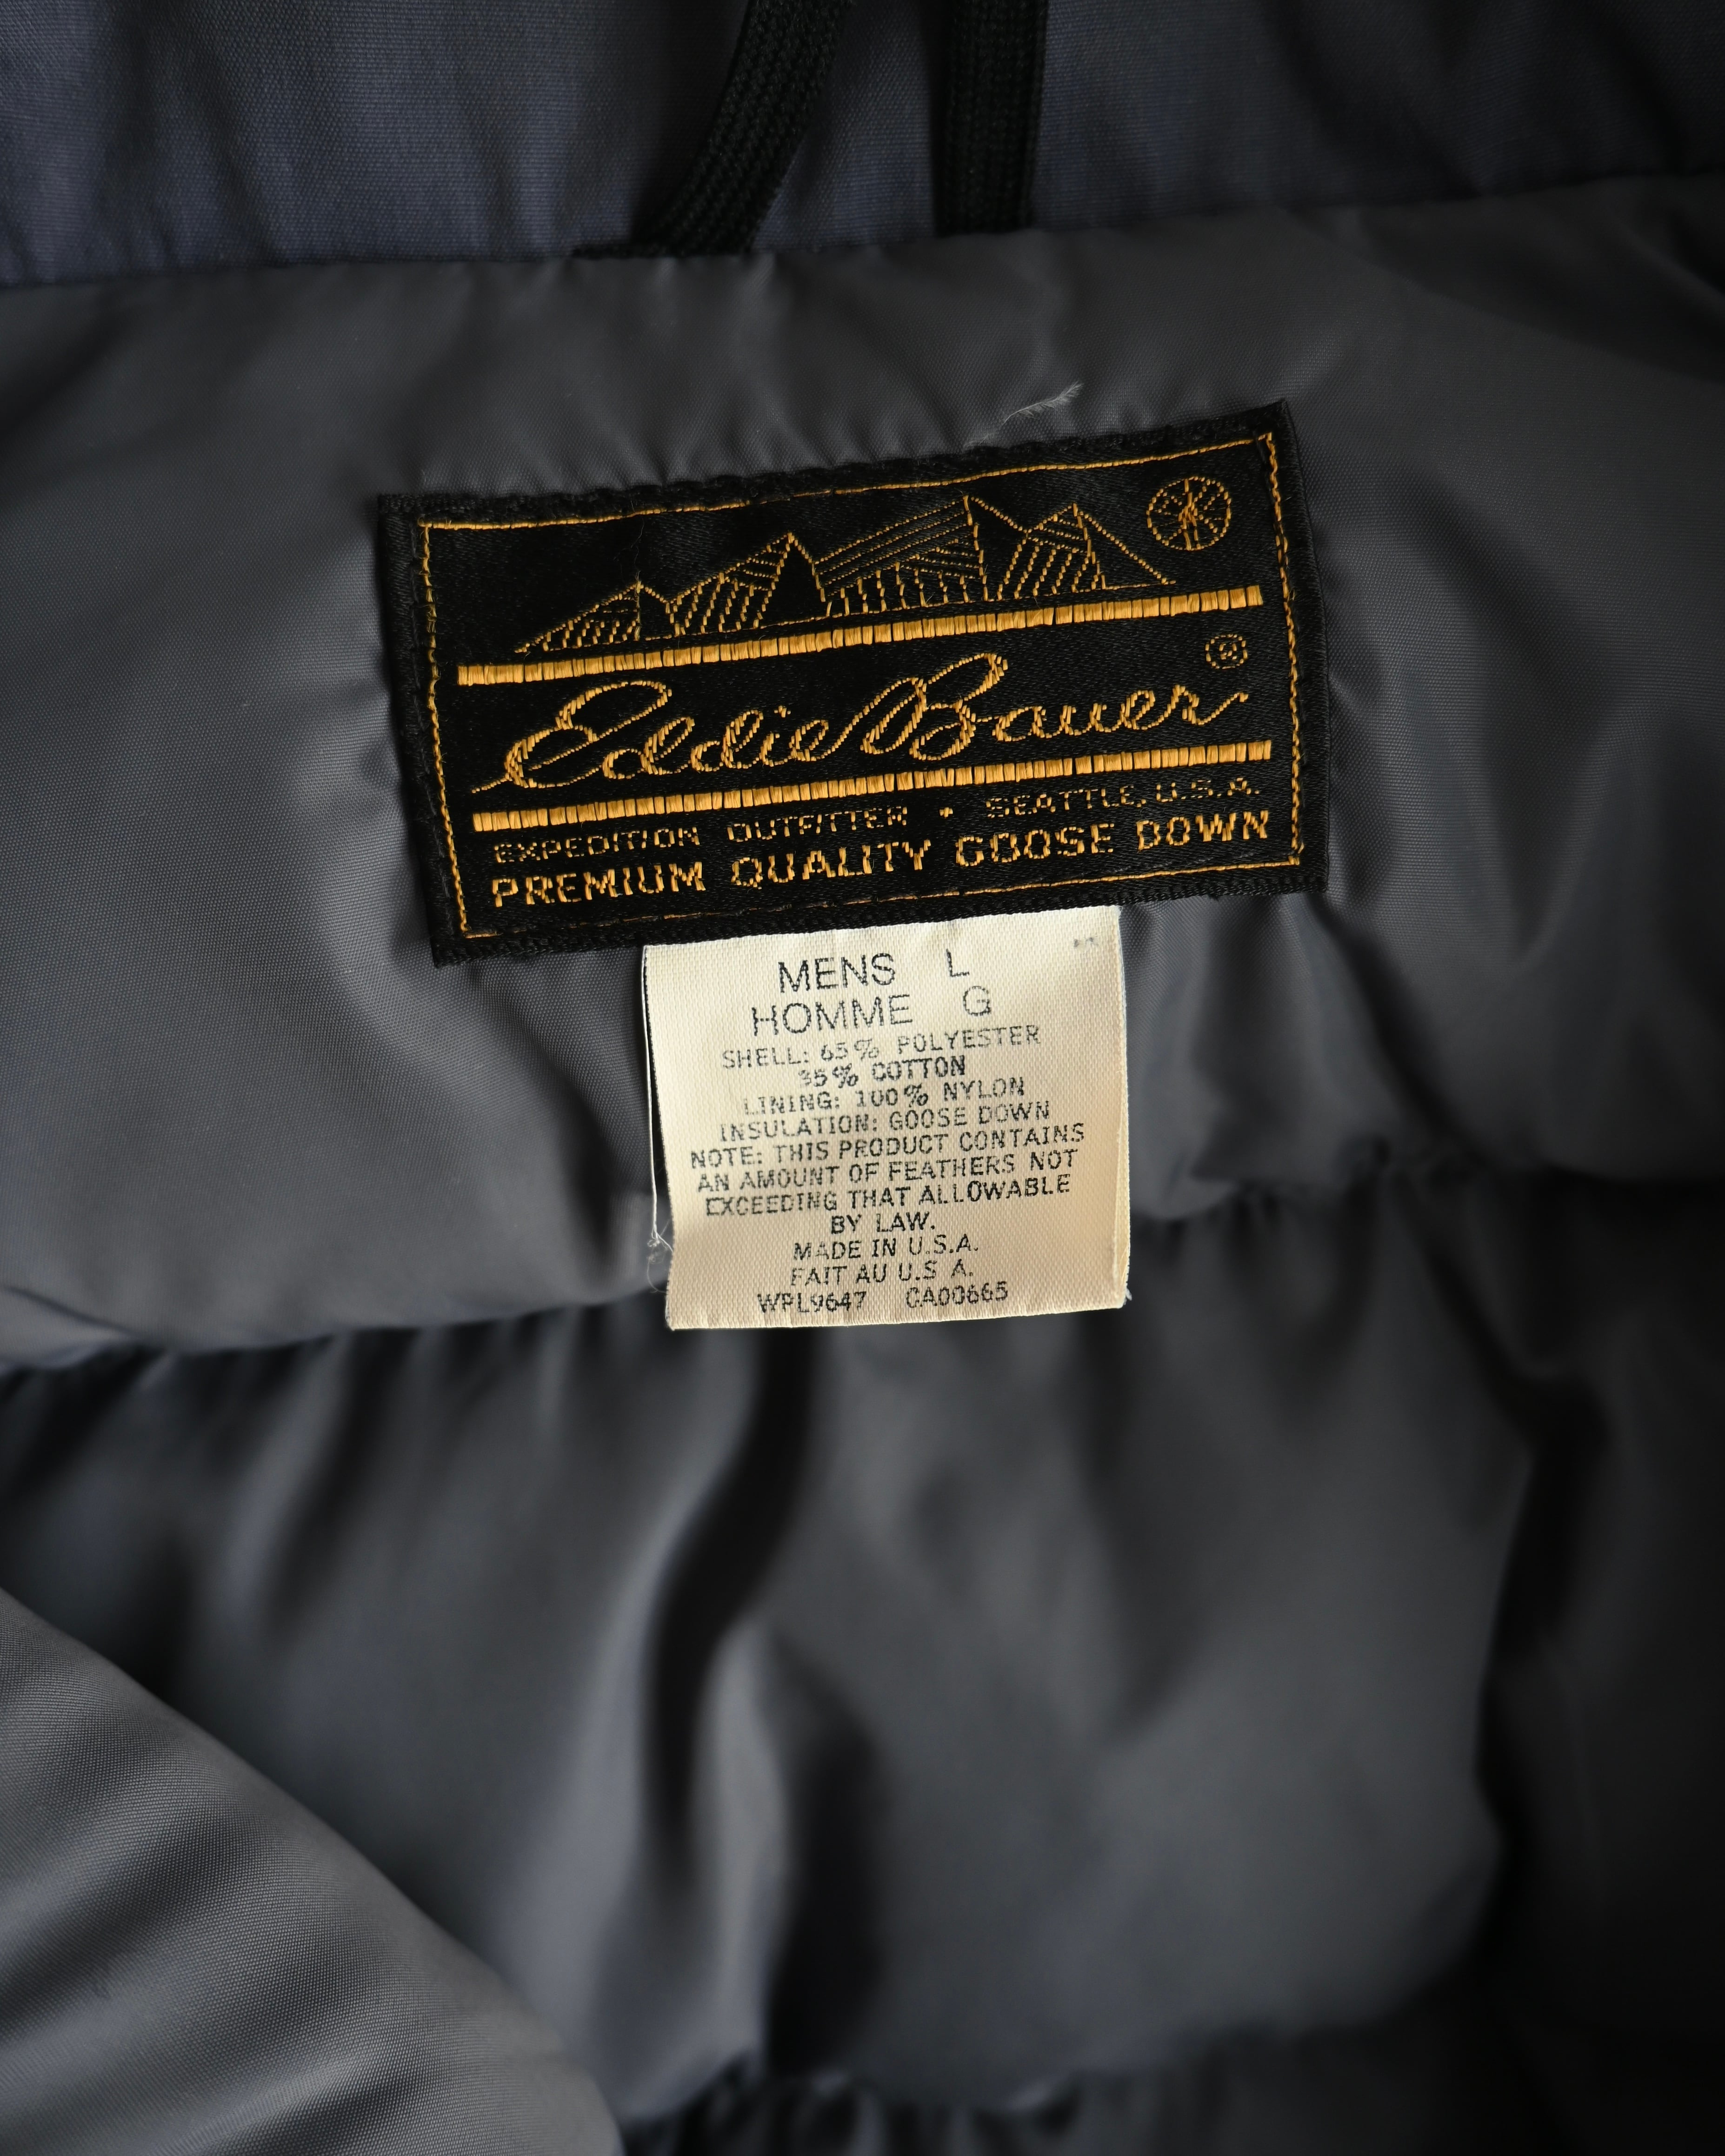 Eddie Bauer ®
EXPEDITION OUTFITTER • SEATTLE, U.S.A.
PREMIUM QUALITY GOOSE DOWN
MENS L
HOMME G
SHELL: 65% POLYESTER
35% COTTON
LINING: 100% NYLON
INSULATION: GOOSE DOWN
NOTE: THIS PRODUCT CONTAINS
AN AMOUNT OF FEATHERS NOT
EXCEEDING THAT ALLOWABLE
BY LAW.
MADE IN U.S.A.
FAIT AU U.S A.
WPL9647 CA00665